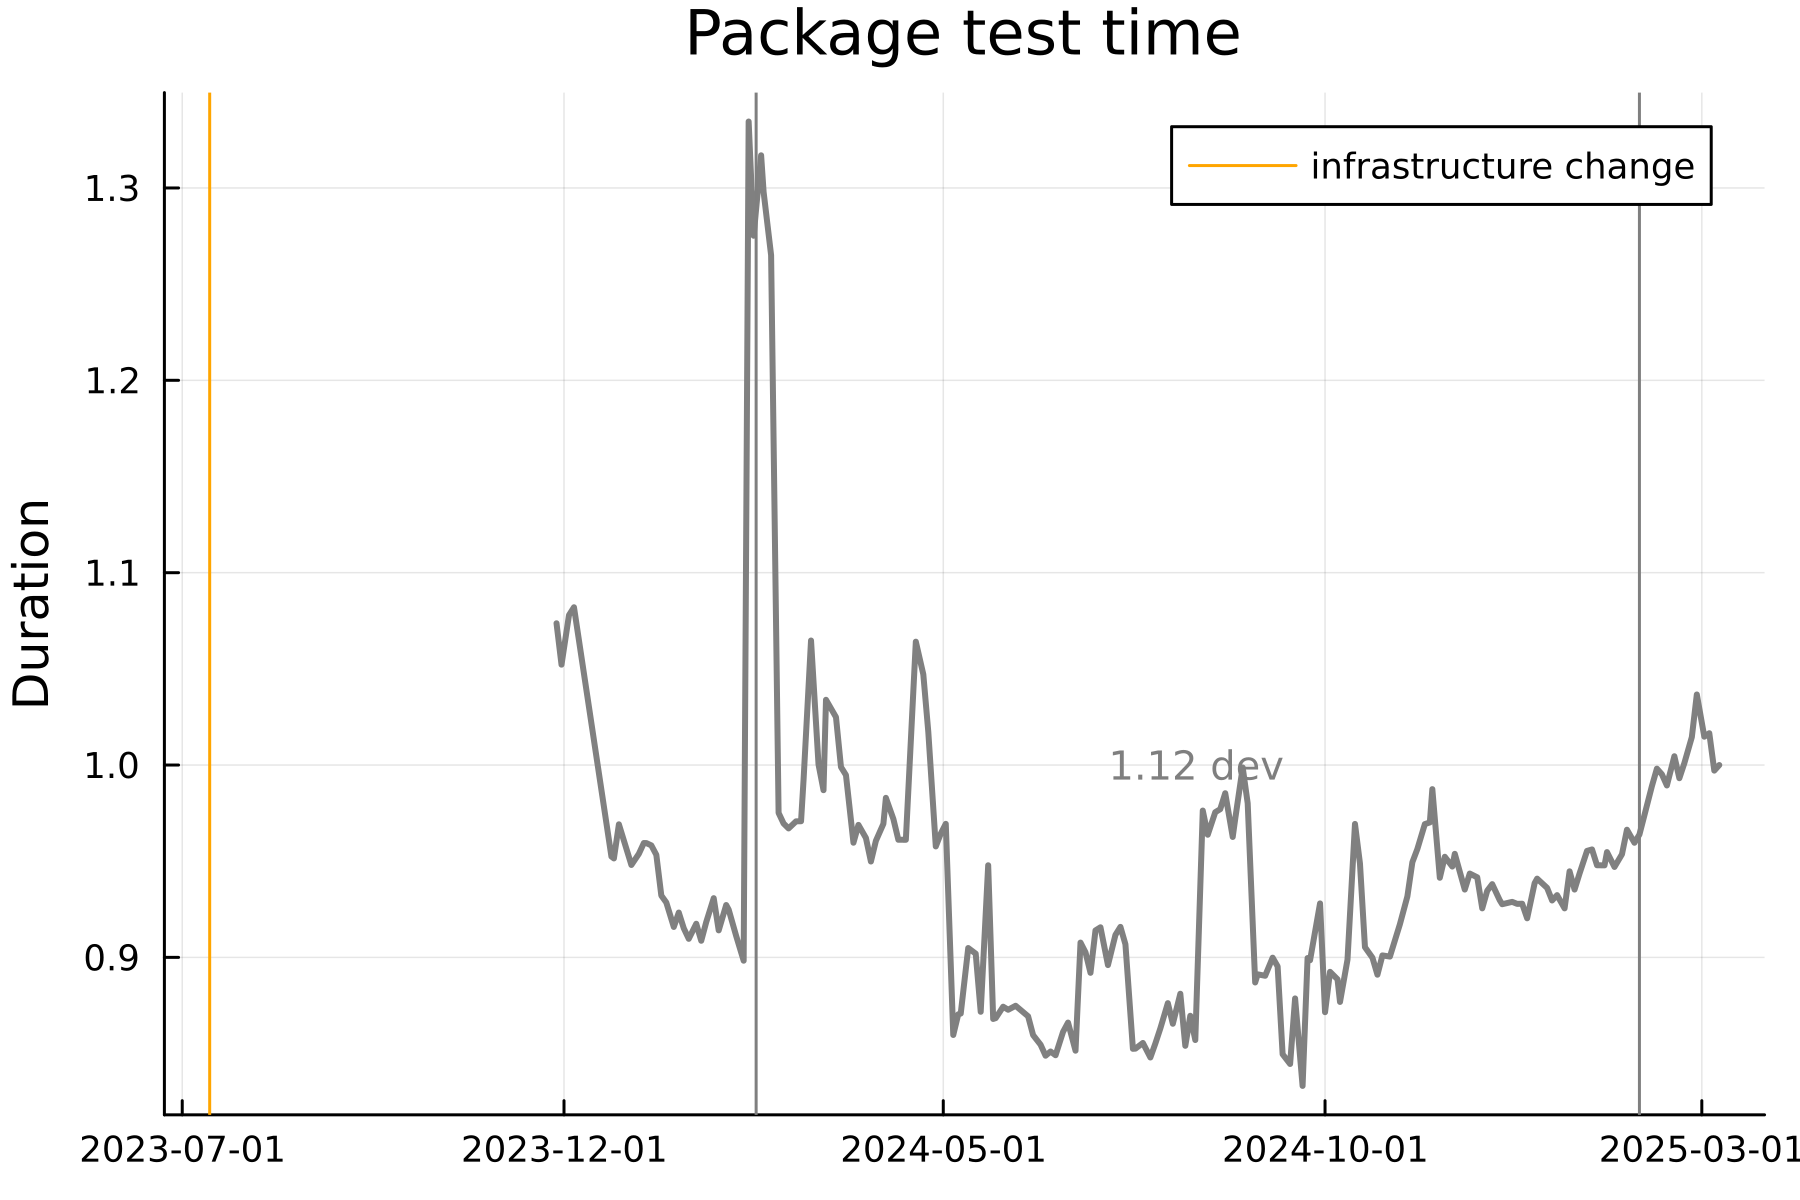 Package test time
infrastructure change
1.3
1.2
1.1
1.0
0.9
Duration
1.12 dev
2023-07-01
2023-12-01
2024-05-01
2024-10-01
2025-03-01